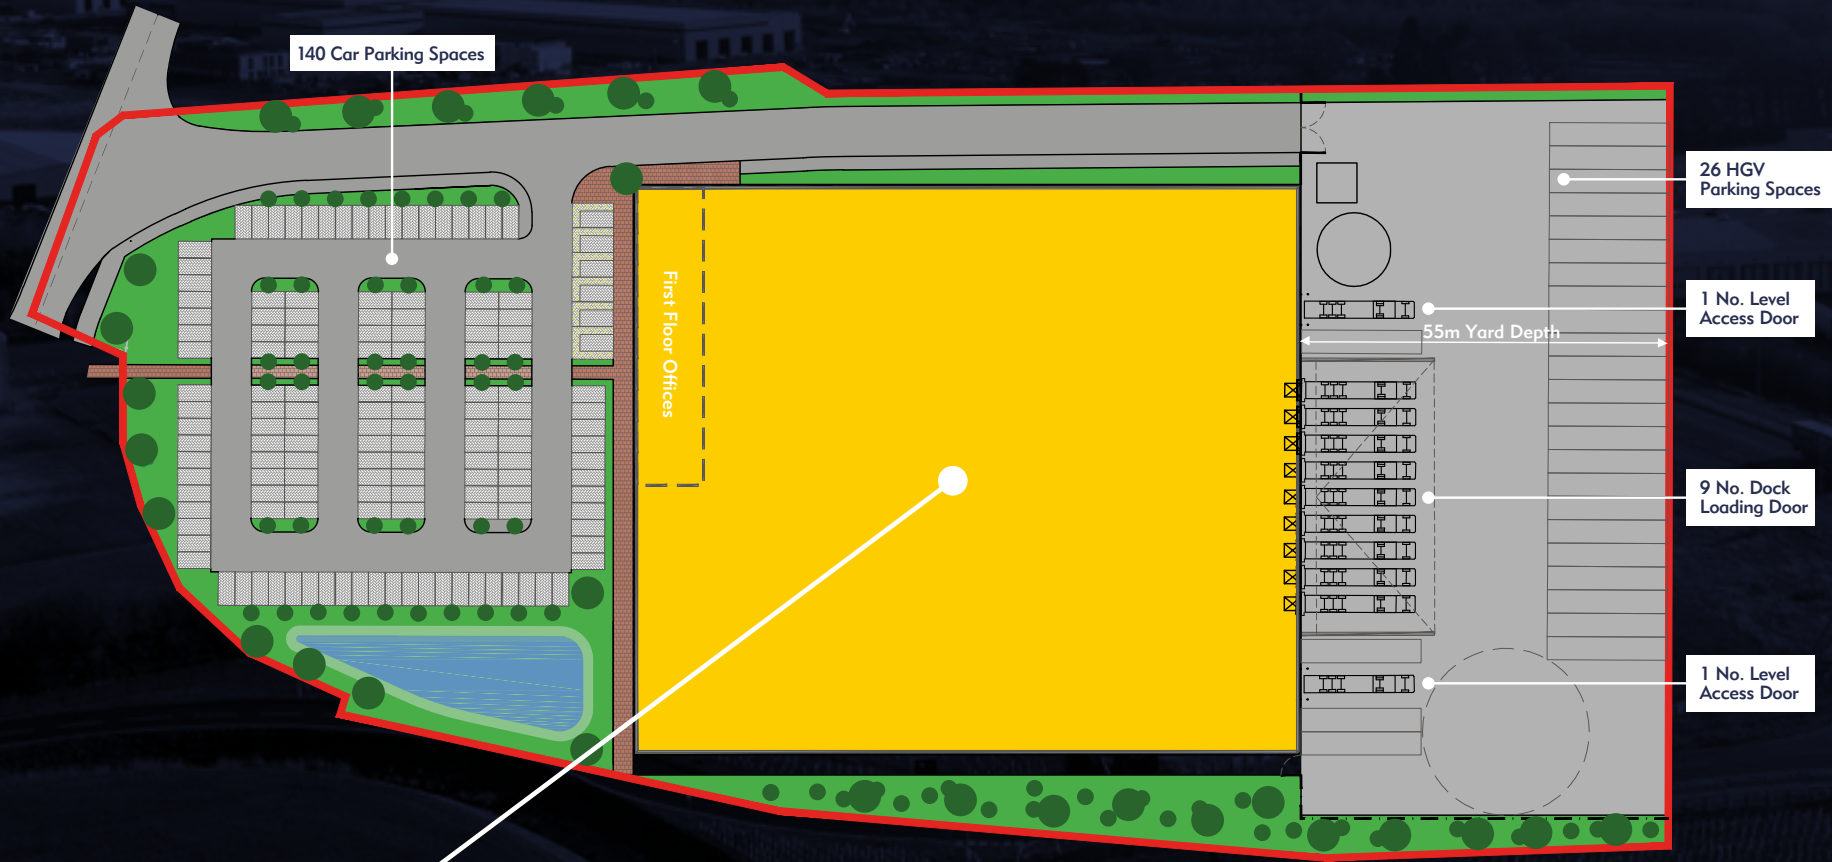 140 Car Parking Spaces
26 HGV
Parking Spaces
1 No. Level
Access Door
55m Yard Depth
First Floor Offices
9 No. Dock
Loading Door
1 No. Level
Access Door